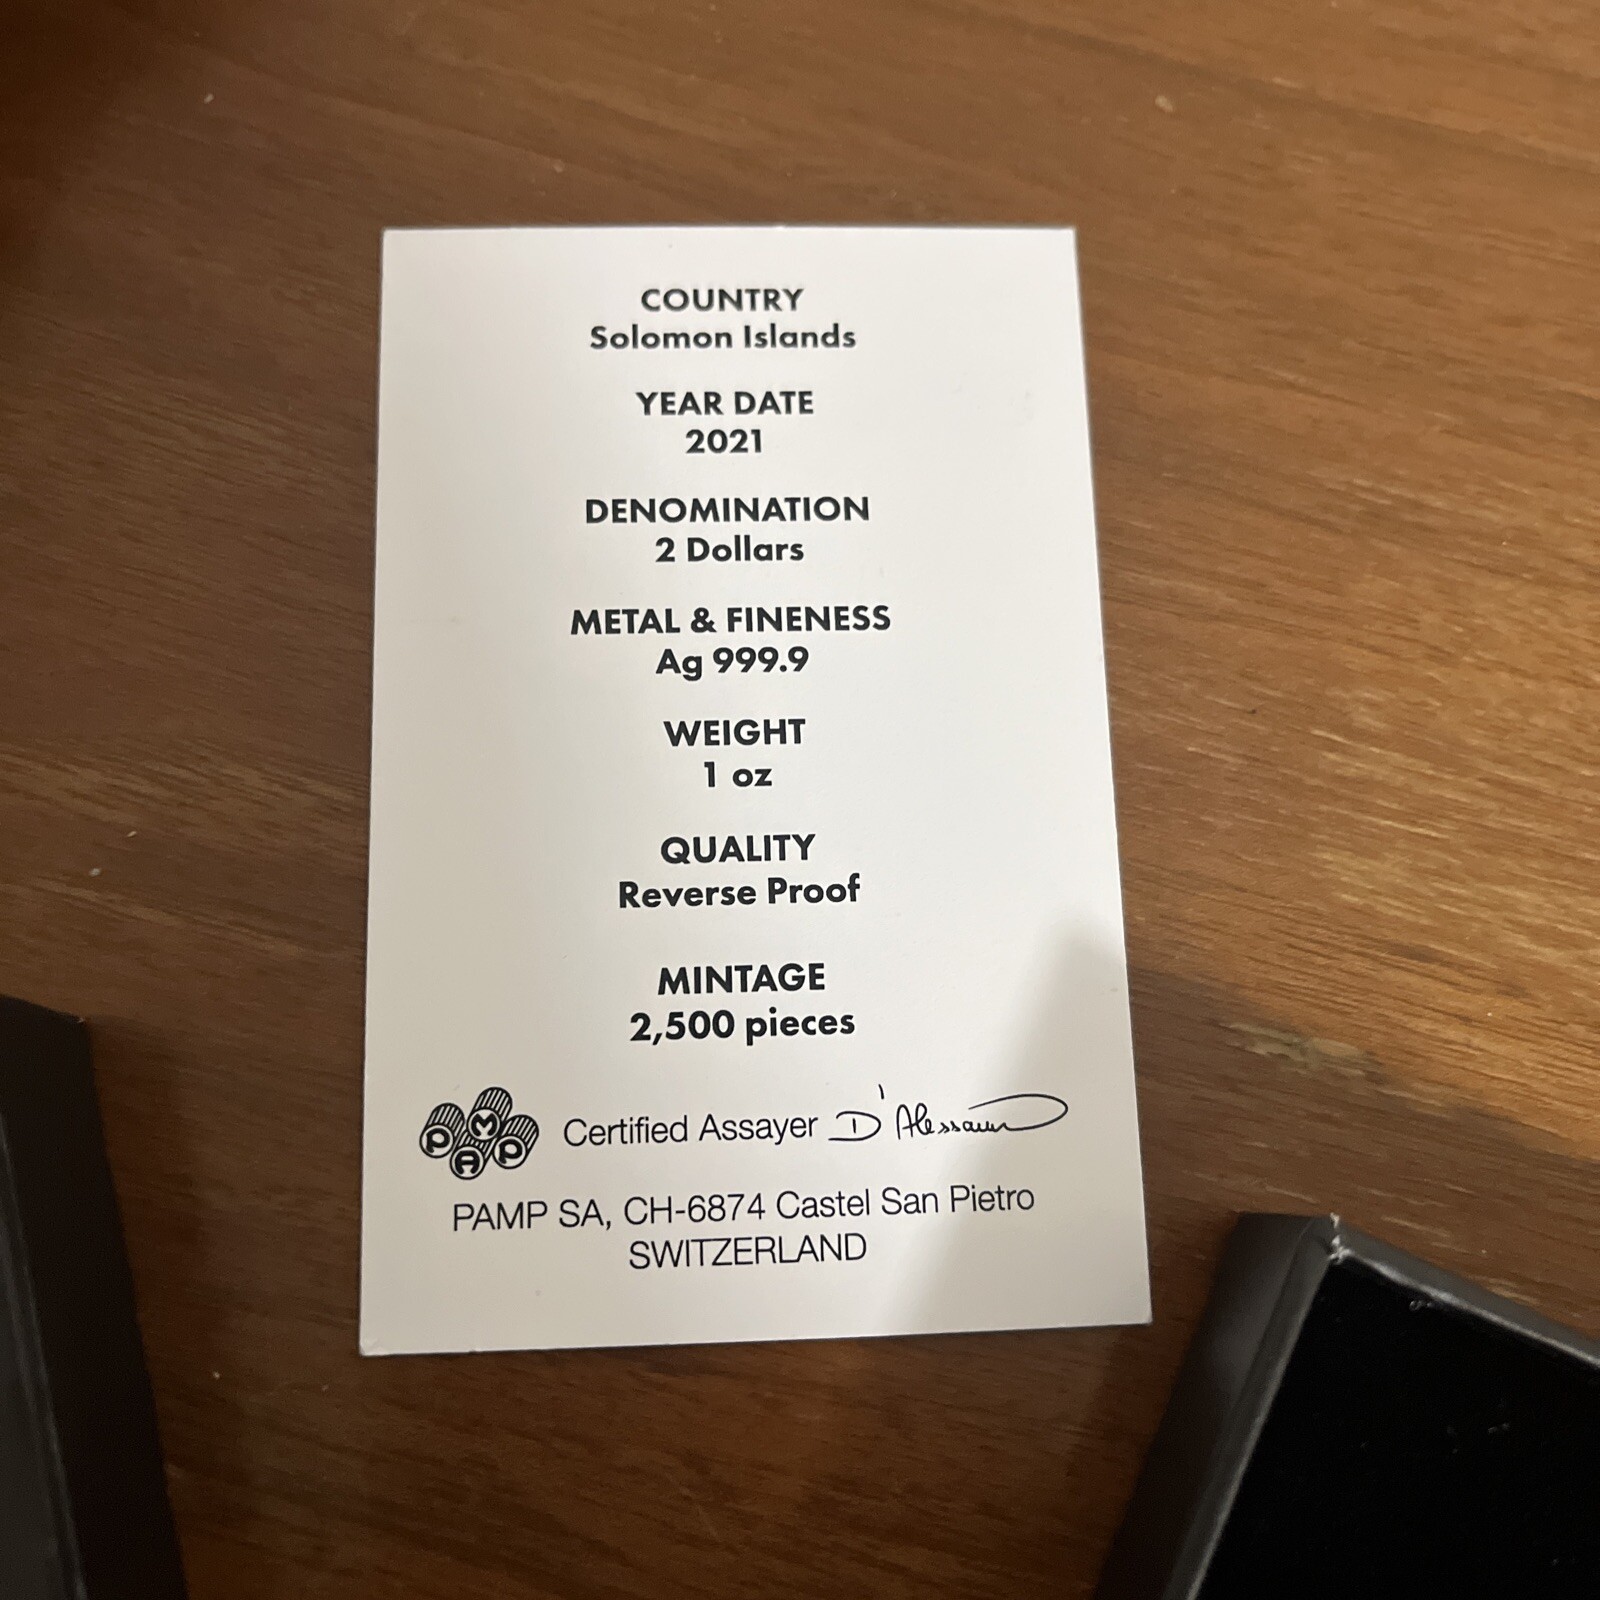 COUNTRY
Solomon Islands
YEAR DATE
2021
DENOMINATION
2 Dollars
METAL & FINENESS
Ag 999.9
WEIGHT
1 oz
QUALITY
Reverse Proof
MINTAGE
2,500 pieces
PAMP
Certified Assayer D'Alessandro
PAMP SA, CH-6874 Castel San Pietro
SWITZERLAND